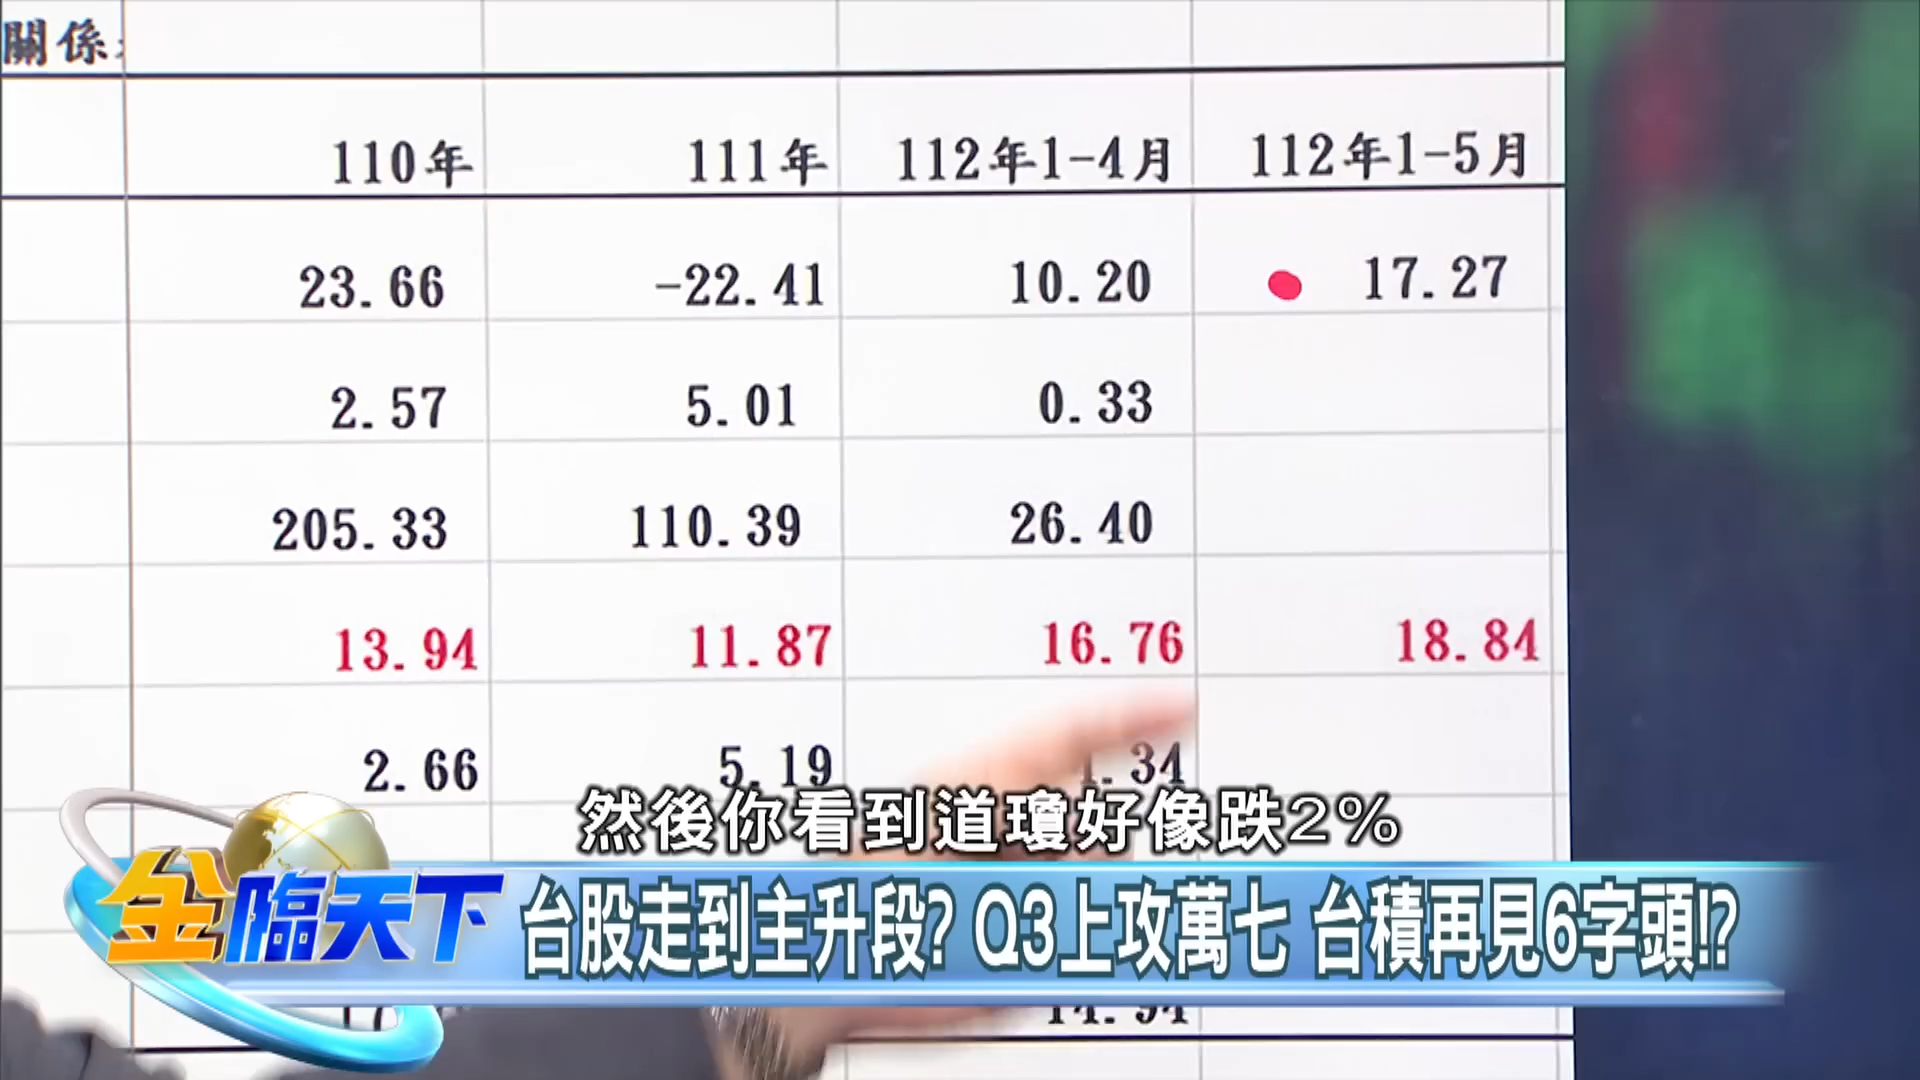 關係
110年 111年 112年1-4月 112年1-5月
23.66 -22.41 10.20 17.27
2.57 5.01 0.33
205.33 110.39 26.40
13.94 11.87 16.76 18.84
2.66 5.19 1.34
然後你看到道瓊好像跌2%
金臨天下
台股走到主升段? Q3上攻萬七 台積再見6字頭!?